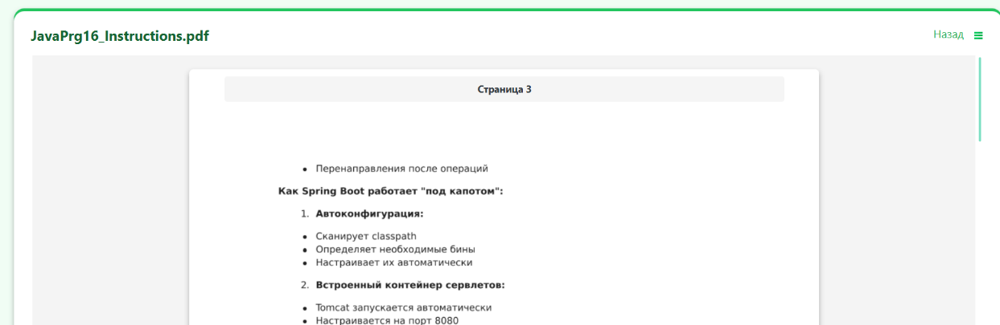 JavaPrg16_Instructions.pdf
Назад
Страница 3
• Перенаправления после операций
Как Spring Boot работает "под капотом":
1. Автоконфигурация:
• Сканирует classpath
• Определяет необходимые бины
• Настраивает их автоматически
2. Встроенный контейнер сервлетов:
• Tomcat запускается автоматически
• Настраивается на порт 8080